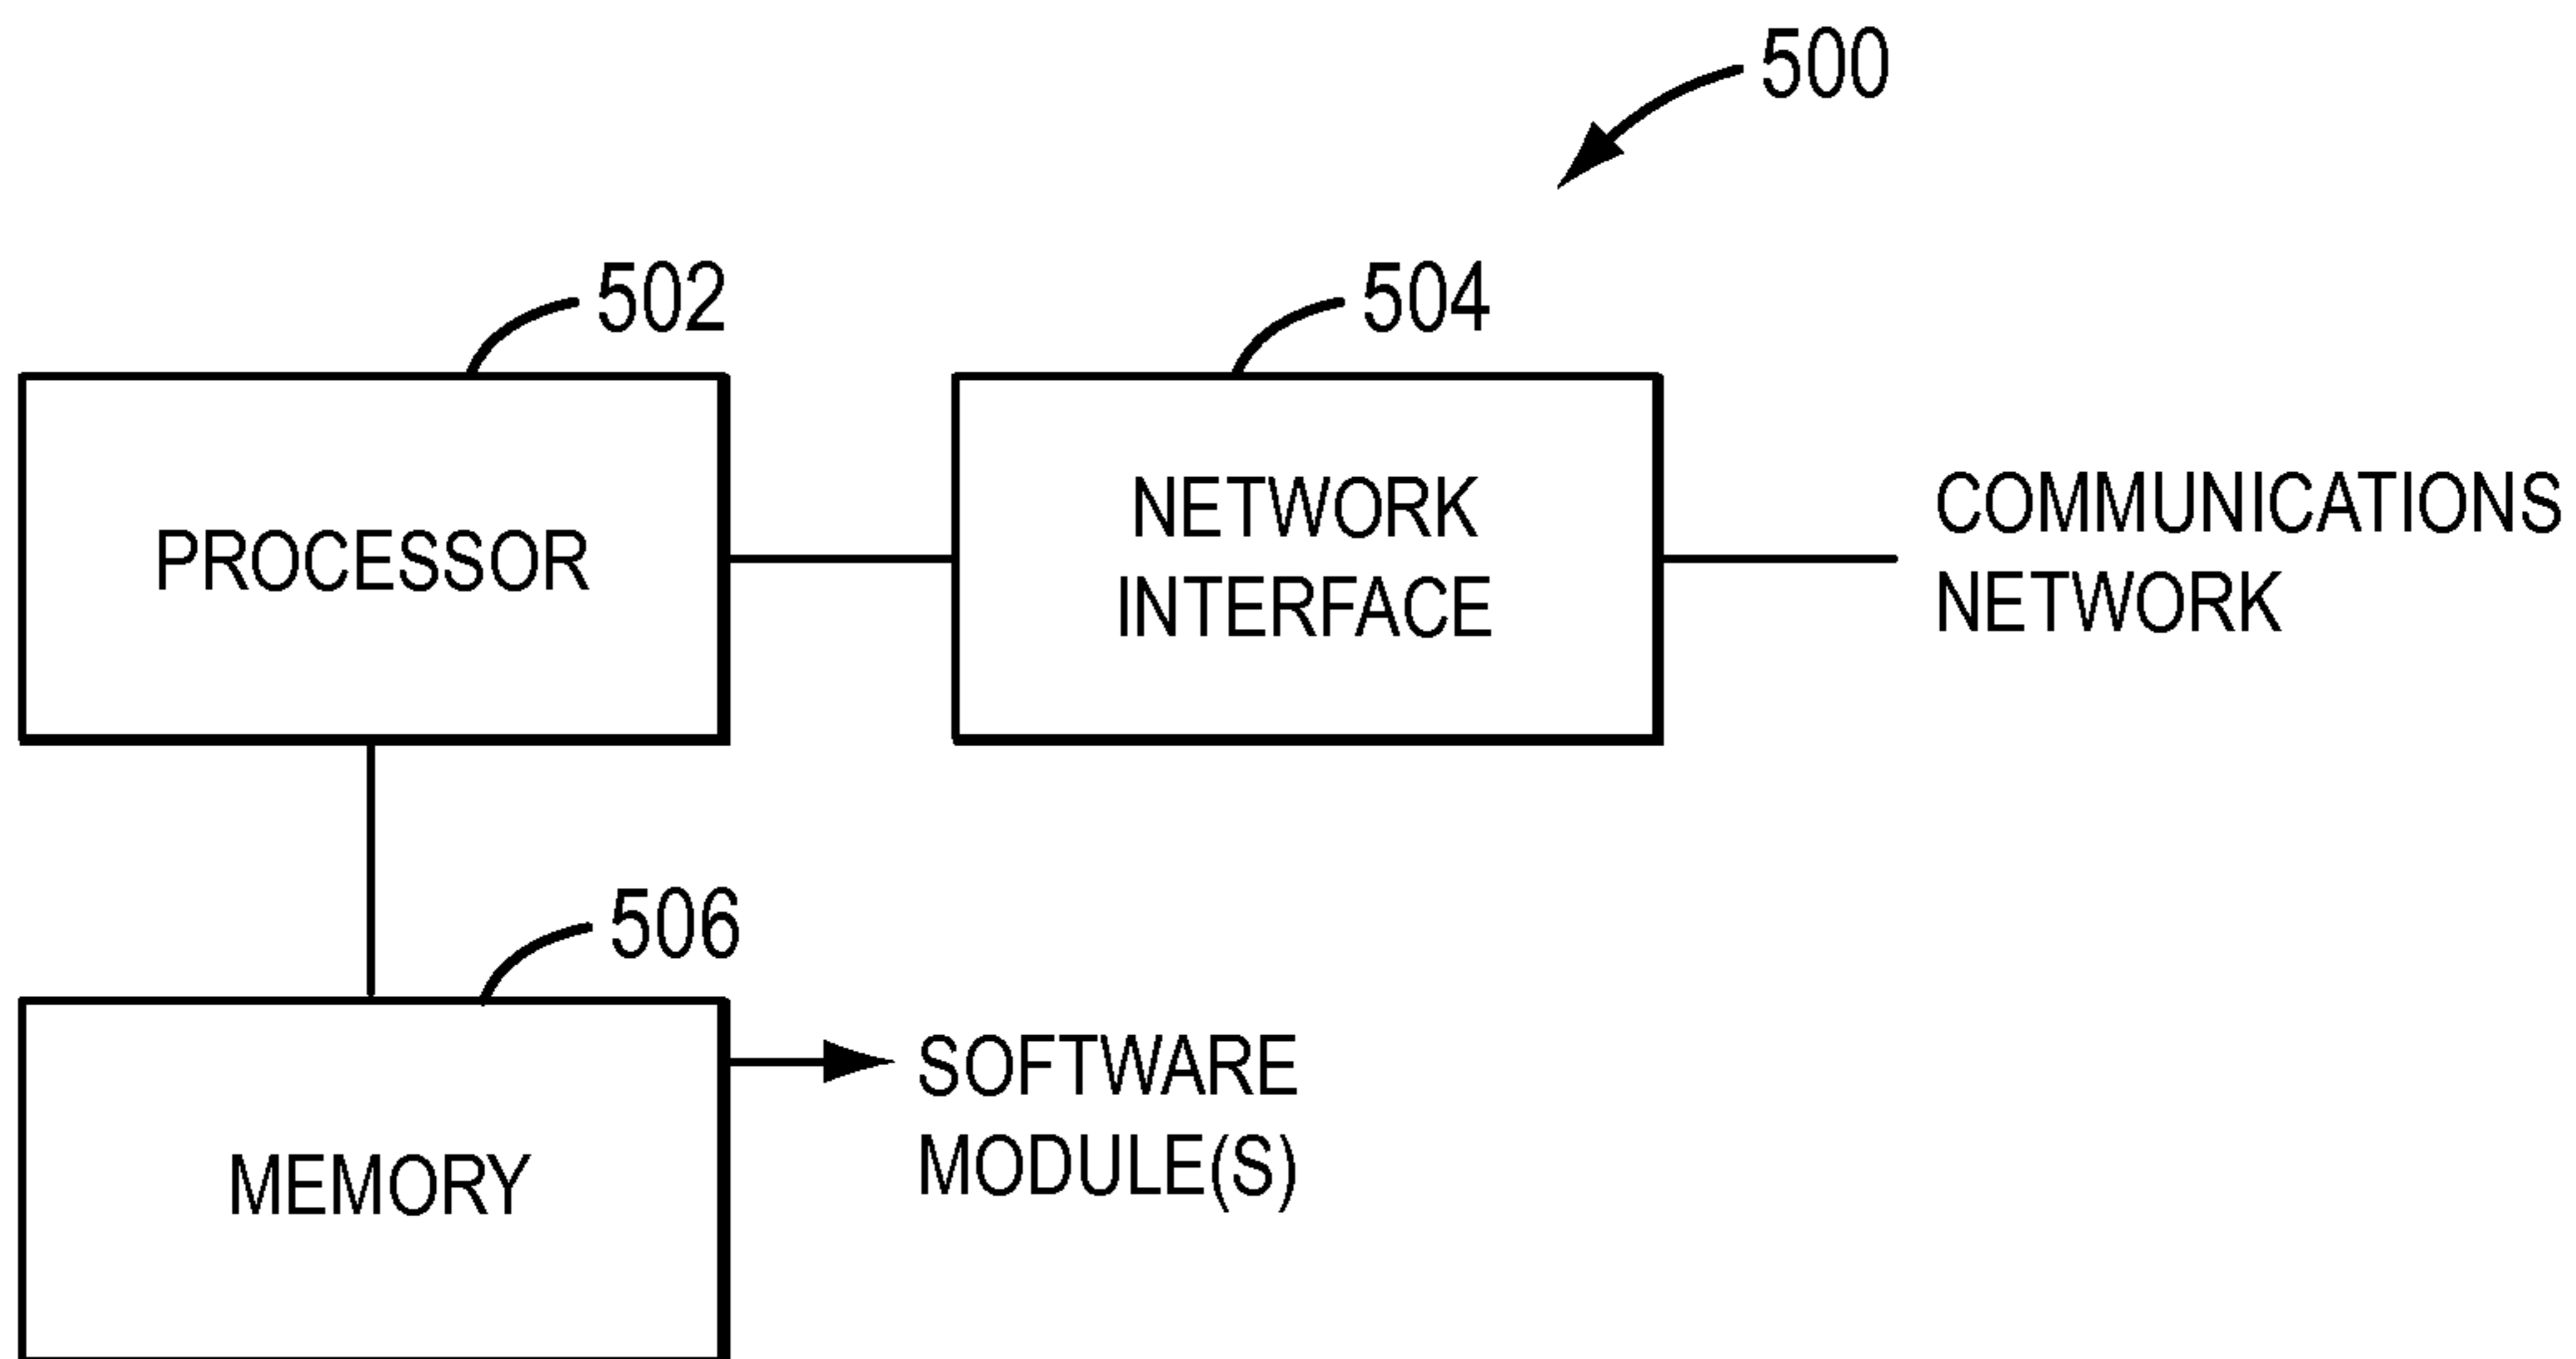 500
502
504
PROCESSOR
NETWORK
INTERFACE
COMMUNICATIONS
NETWORK
506
MEMORY
SOFTWARE
MODULE(S)